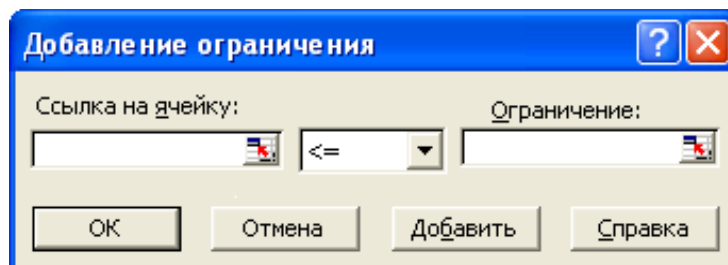 Добавление ограничения
Ссылка на ячейку: Ограничение:
<=
ОК Отмена Добавить Справка